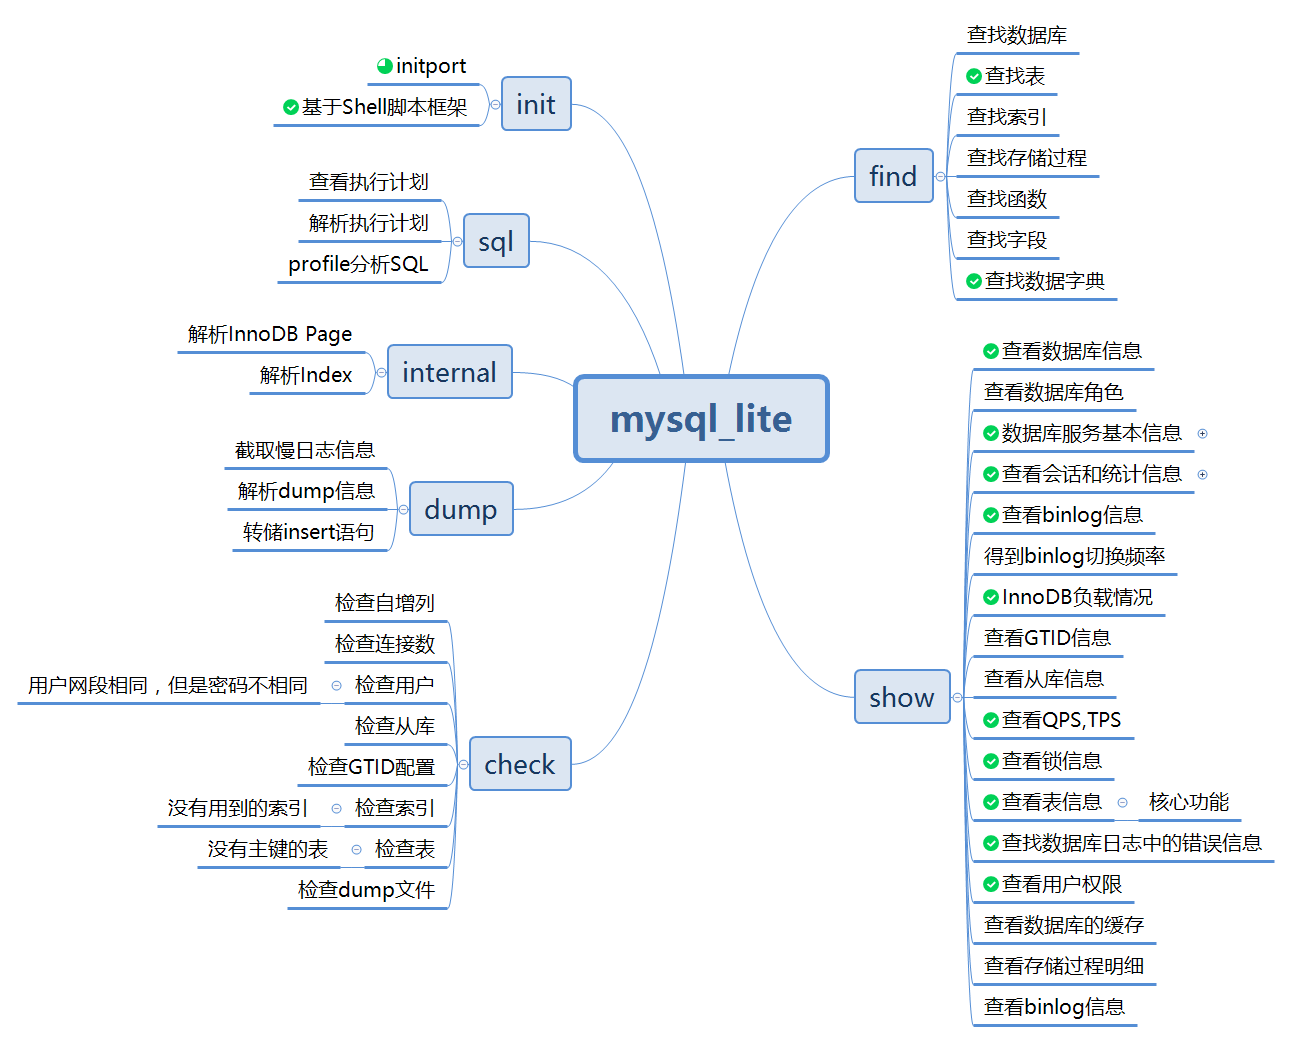 mysql_lite
init
initport
基于Shell脚本框架
sql
查看执行计划
解析执行计划
profile分析SQL
internal
解析InnoDB Page
解析Index
dump
截取慢日志信息
解析dump信息
转储insert语句
check
检查自增列
检查连接数
检查用户
用户网段相同，但是密码不相同
检查从库
检查GTID配置
检查索引
没有用到的索引
检查表
没有主键的表
检查dump文件
find
查找数据库
查找表
查找索引
查找存储过程
查找函数
查找字段
查找数据字典
show
查看数据库信息
查看数据库角色
数据库服务基本信息
查看会话和统计信息
查看binlog信息
得到binlog切换频率
InnoDB负载情况
查看GTID信息
查看从库信息
查看QPS,TPS
查看锁信息
查看表信息
核心功能
查找数据库日志中的错误信息
查看用户权限
查看数据库的缓存
查看存储过程明细
查看binlog信息